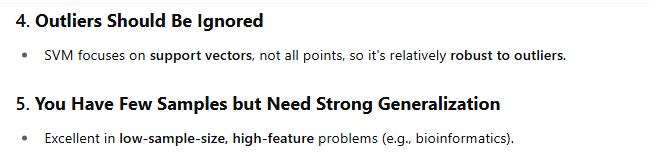 4. Outliers Should Be Ignored
• SVM focuses on support vectors, not all points, so it's relatively robust to outliers.
5. You Have Few Samples but Need Strong Generalization
• Excellent in low-sample-size, high-feature problems (e.g., bioinformatics).